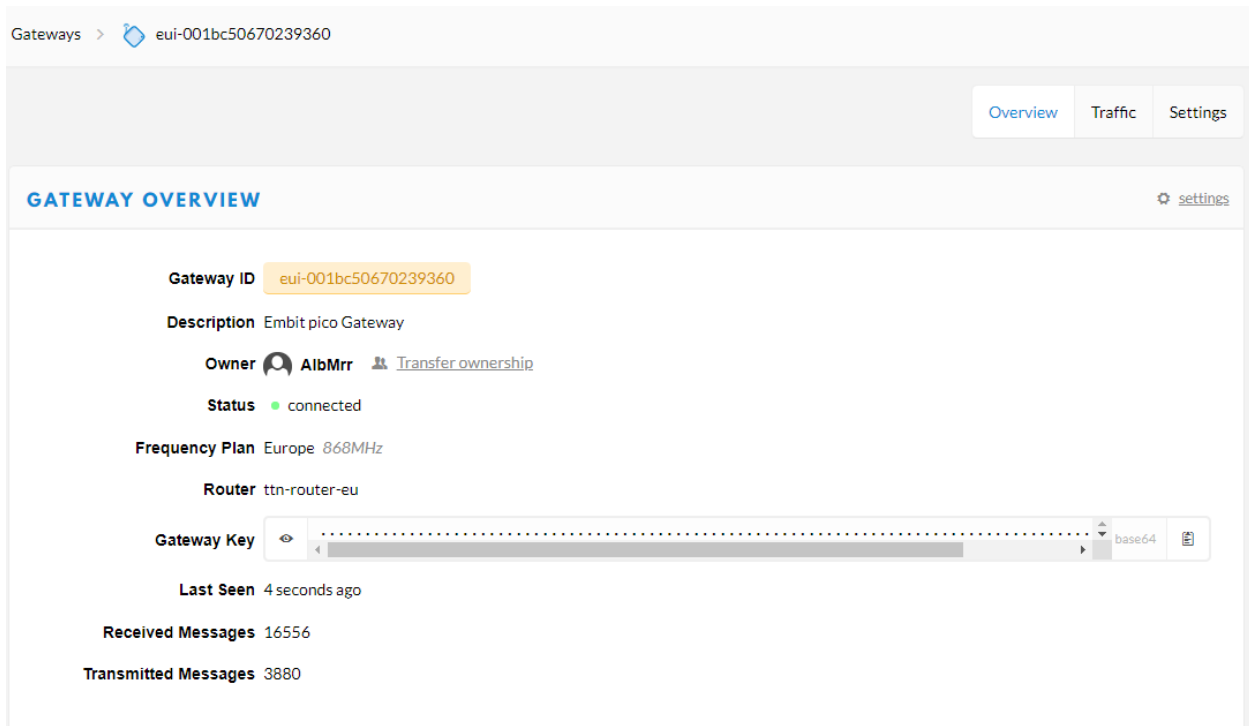 Gateways > eui-001bc50670239360
Overview Traffic Settings
GATEWAY OVERVIEW settings
Gateway ID eui-001bc50670239360
Description Embit pico Gateway
Owner AlbMrr Transfer ownership
Status connected
Frequency Plan Europe 868MHz
Router ttn-router-eu
Gateway Key base64
Last Seen 4 seconds ago
Received Messages 16556
Transmitted Messages 3880